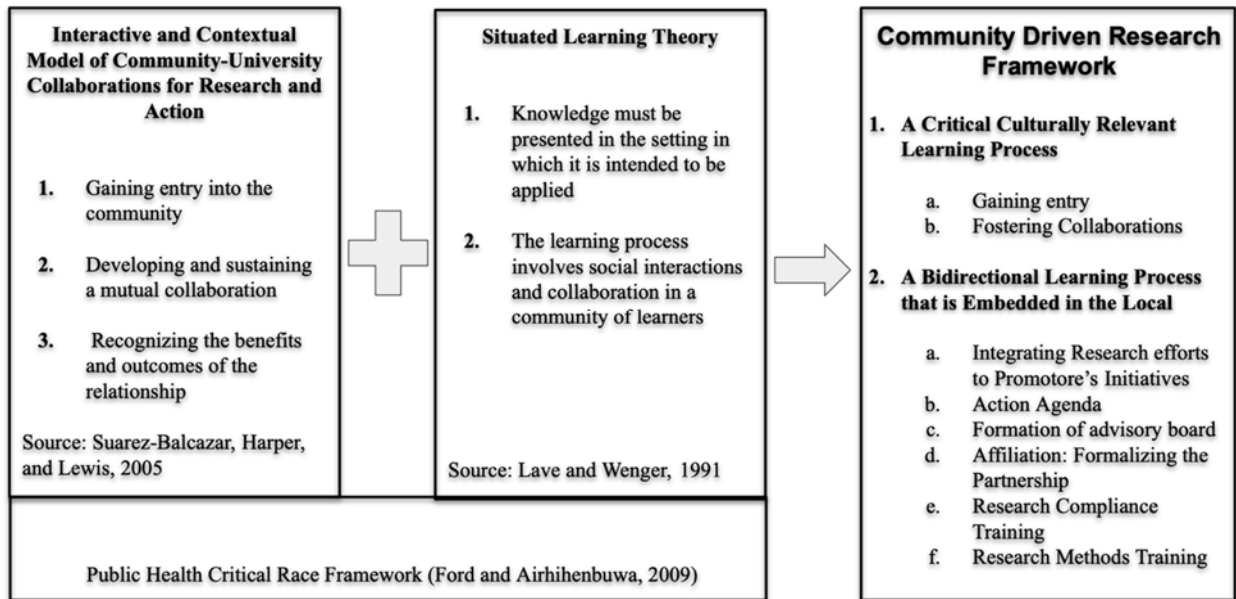 Interactive and Contextual
Model of Community-University
Collaborations for Research and
Action
1. Gaining entry into the
community
2. Developing and sustaining
a mutual collaboration
3. Recognizing the benefits
and outcomes of the
relationship
Source: Suarez-Balcazar, Harper,
and Lewis, 2005
Situated Learning Theory
1. Knowledge must be
presented in the setting in
which it is intended to be
applied
2. The learning process
involves social interactions
and collaboration in a
community of learners
Source: Lave and Wenger, 1991
Public Health Critical Race Framework (Ford and Airhihenbuwa, 2009)
Community Driven Research
Framework
1. A Critical Culturally Relevant
Learning Process
a. Gaining entry
b. Fostering Collaborations
2. A Bidirectional Learning Process
that is Embedded in the Local
a. Integrating Research efforts
to Promotore’s Initiatives
b. Action Agenda
c. Formation of advisory board
d. Affiliation: Formalizing the
Partnership
e. Research Compliance
Training
f. Research Methods Training